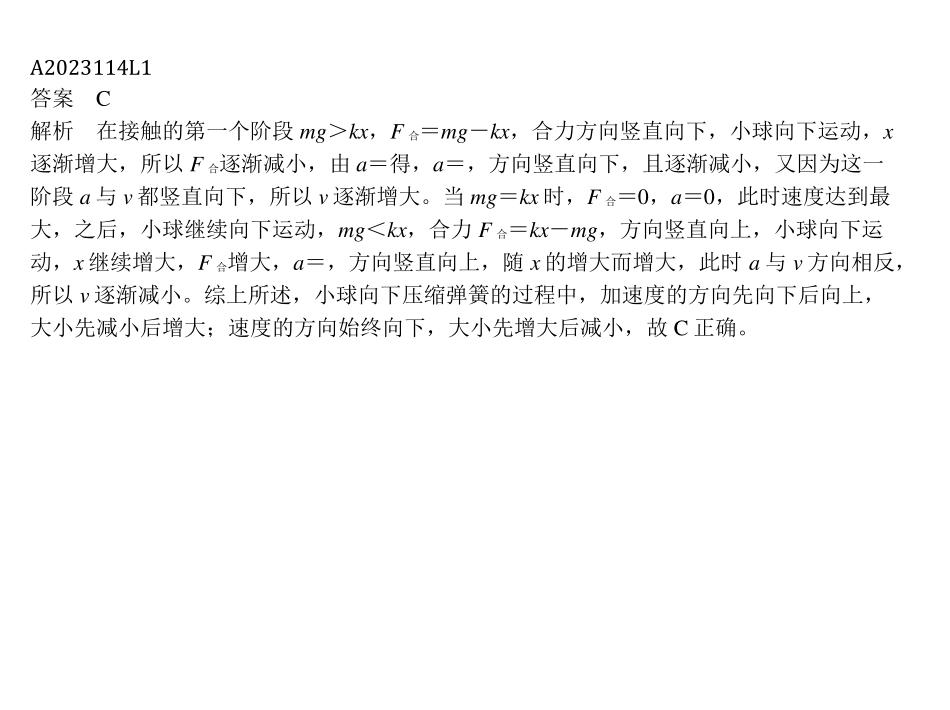 A2023114L1
答案　C
解析　在接触的第一个阶段 mg＞kx，F合＝mg－kx，合力方向竖直向下，小球向下运动，x
逐渐增大，所以 F合逐渐减小，由 a＝得，a＝，方向竖直向下，且逐渐减小，又因为这一
阶段 a 与 v 都竖直向下，所以 v 逐渐增大。当 mg＝kx 时，F合＝0，a＝0，此时速度达到最
大，之后，小球继续向下运动，mg＜kx，合力 F合＝kx－mg，方向竖直向上，小球向下运
动，x 继续增大，F合增大，a＝，方向竖直向上，随 x 的增大而增大，此时 a 与 v 方向相反，
所以 v 逐渐减小。综上所述，小球向下压缩弹簧的过程中，加速度的方向先向下后向上，
大小先减小后增大；速度的方向始终向下，大小先增大后减小，故 C 正确。